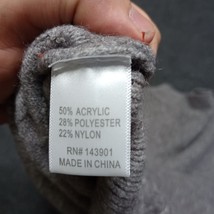 50% ACRYLIC
28% POLYESTER
22% NYLON
RN# 143901
MADE IN CHINA